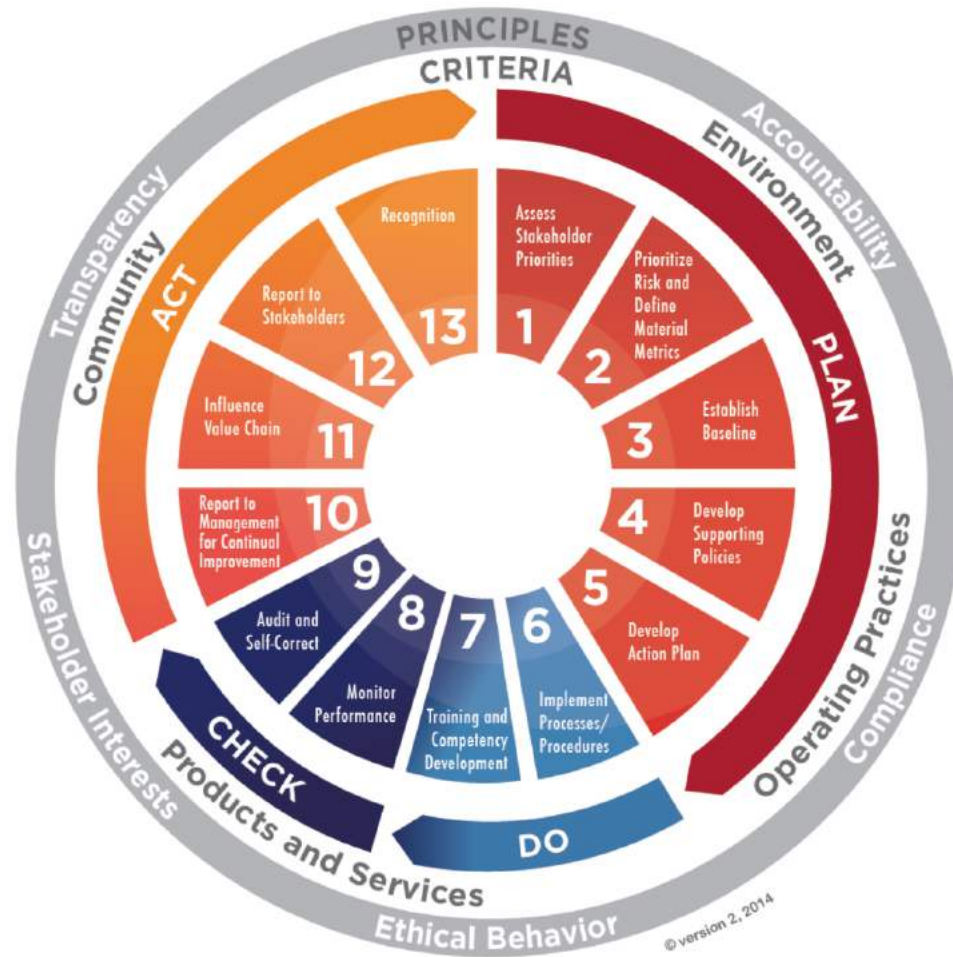 PRINCIPLES
CRITERIA
Accountability
Environment
Compliance
Operating Practices
Ethical Behavior
Products and Services
Stakeholder Interests
Community
Transparency
PLAN
DO
CHECK
ACT
Assess
Stakeholder
Priorities
1
Prioritize
Risk and
Define
Material
Metrics
2
Establish
Baseline
3
Develop
Supporting
Policies
4
Develop
Action Plan
5
Implement
Processes/
Procedures
6
Training and
Competency
Development
7
Monitor
Performance
8
Audit and
Self-Correct
9
Report to
Management
for Continual
Improvement
10
Influence
Value Chain
11
Report to
Stakeholders
12
Recognition
13
© version 2, 2014